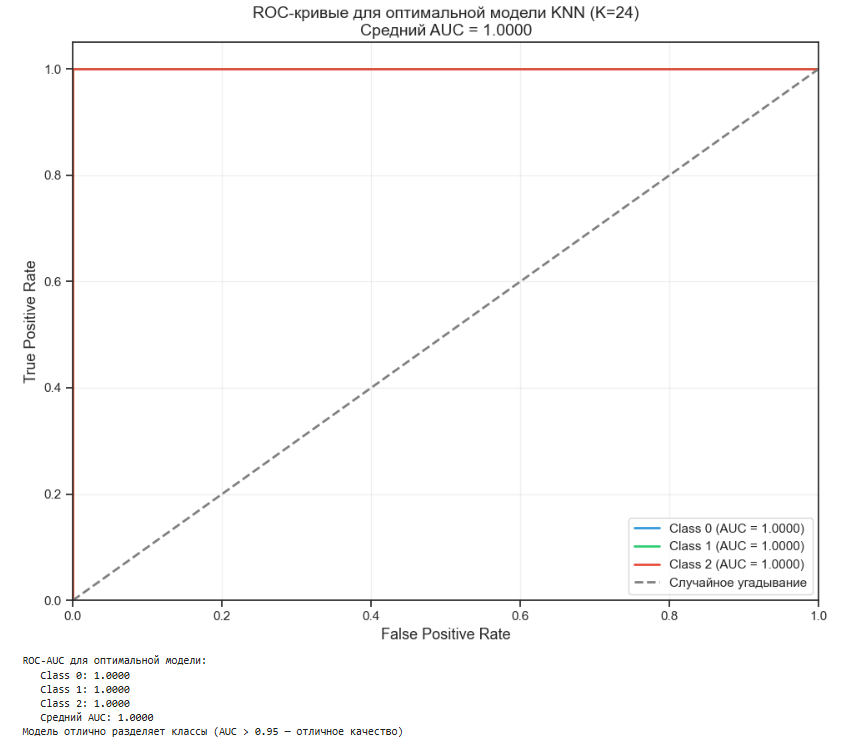 ROC-кривые для оптимальной модели KNN (K=24)
Средний AUC = 1.0000
1.0
0.8
0.6
0.4
0.2
0.0
True Positive Rate
0.0
0.2
0.4
0.6
0.8
1.0
False Positive Rate
Class 0 (AUC = 1.0000)
Class 1 (AUC = 1.0000)
Class 2 (AUC = 1.0000)
Случайное угадывание
ROC-AUC для оптимальной модели:
Class 0: 1.0000
Class 1: 1.0000
Class 2: 1.0000
Средний AUC: 1.0000
Модель отлично разделяет классы (AUC > 0.95 — отличное качество)